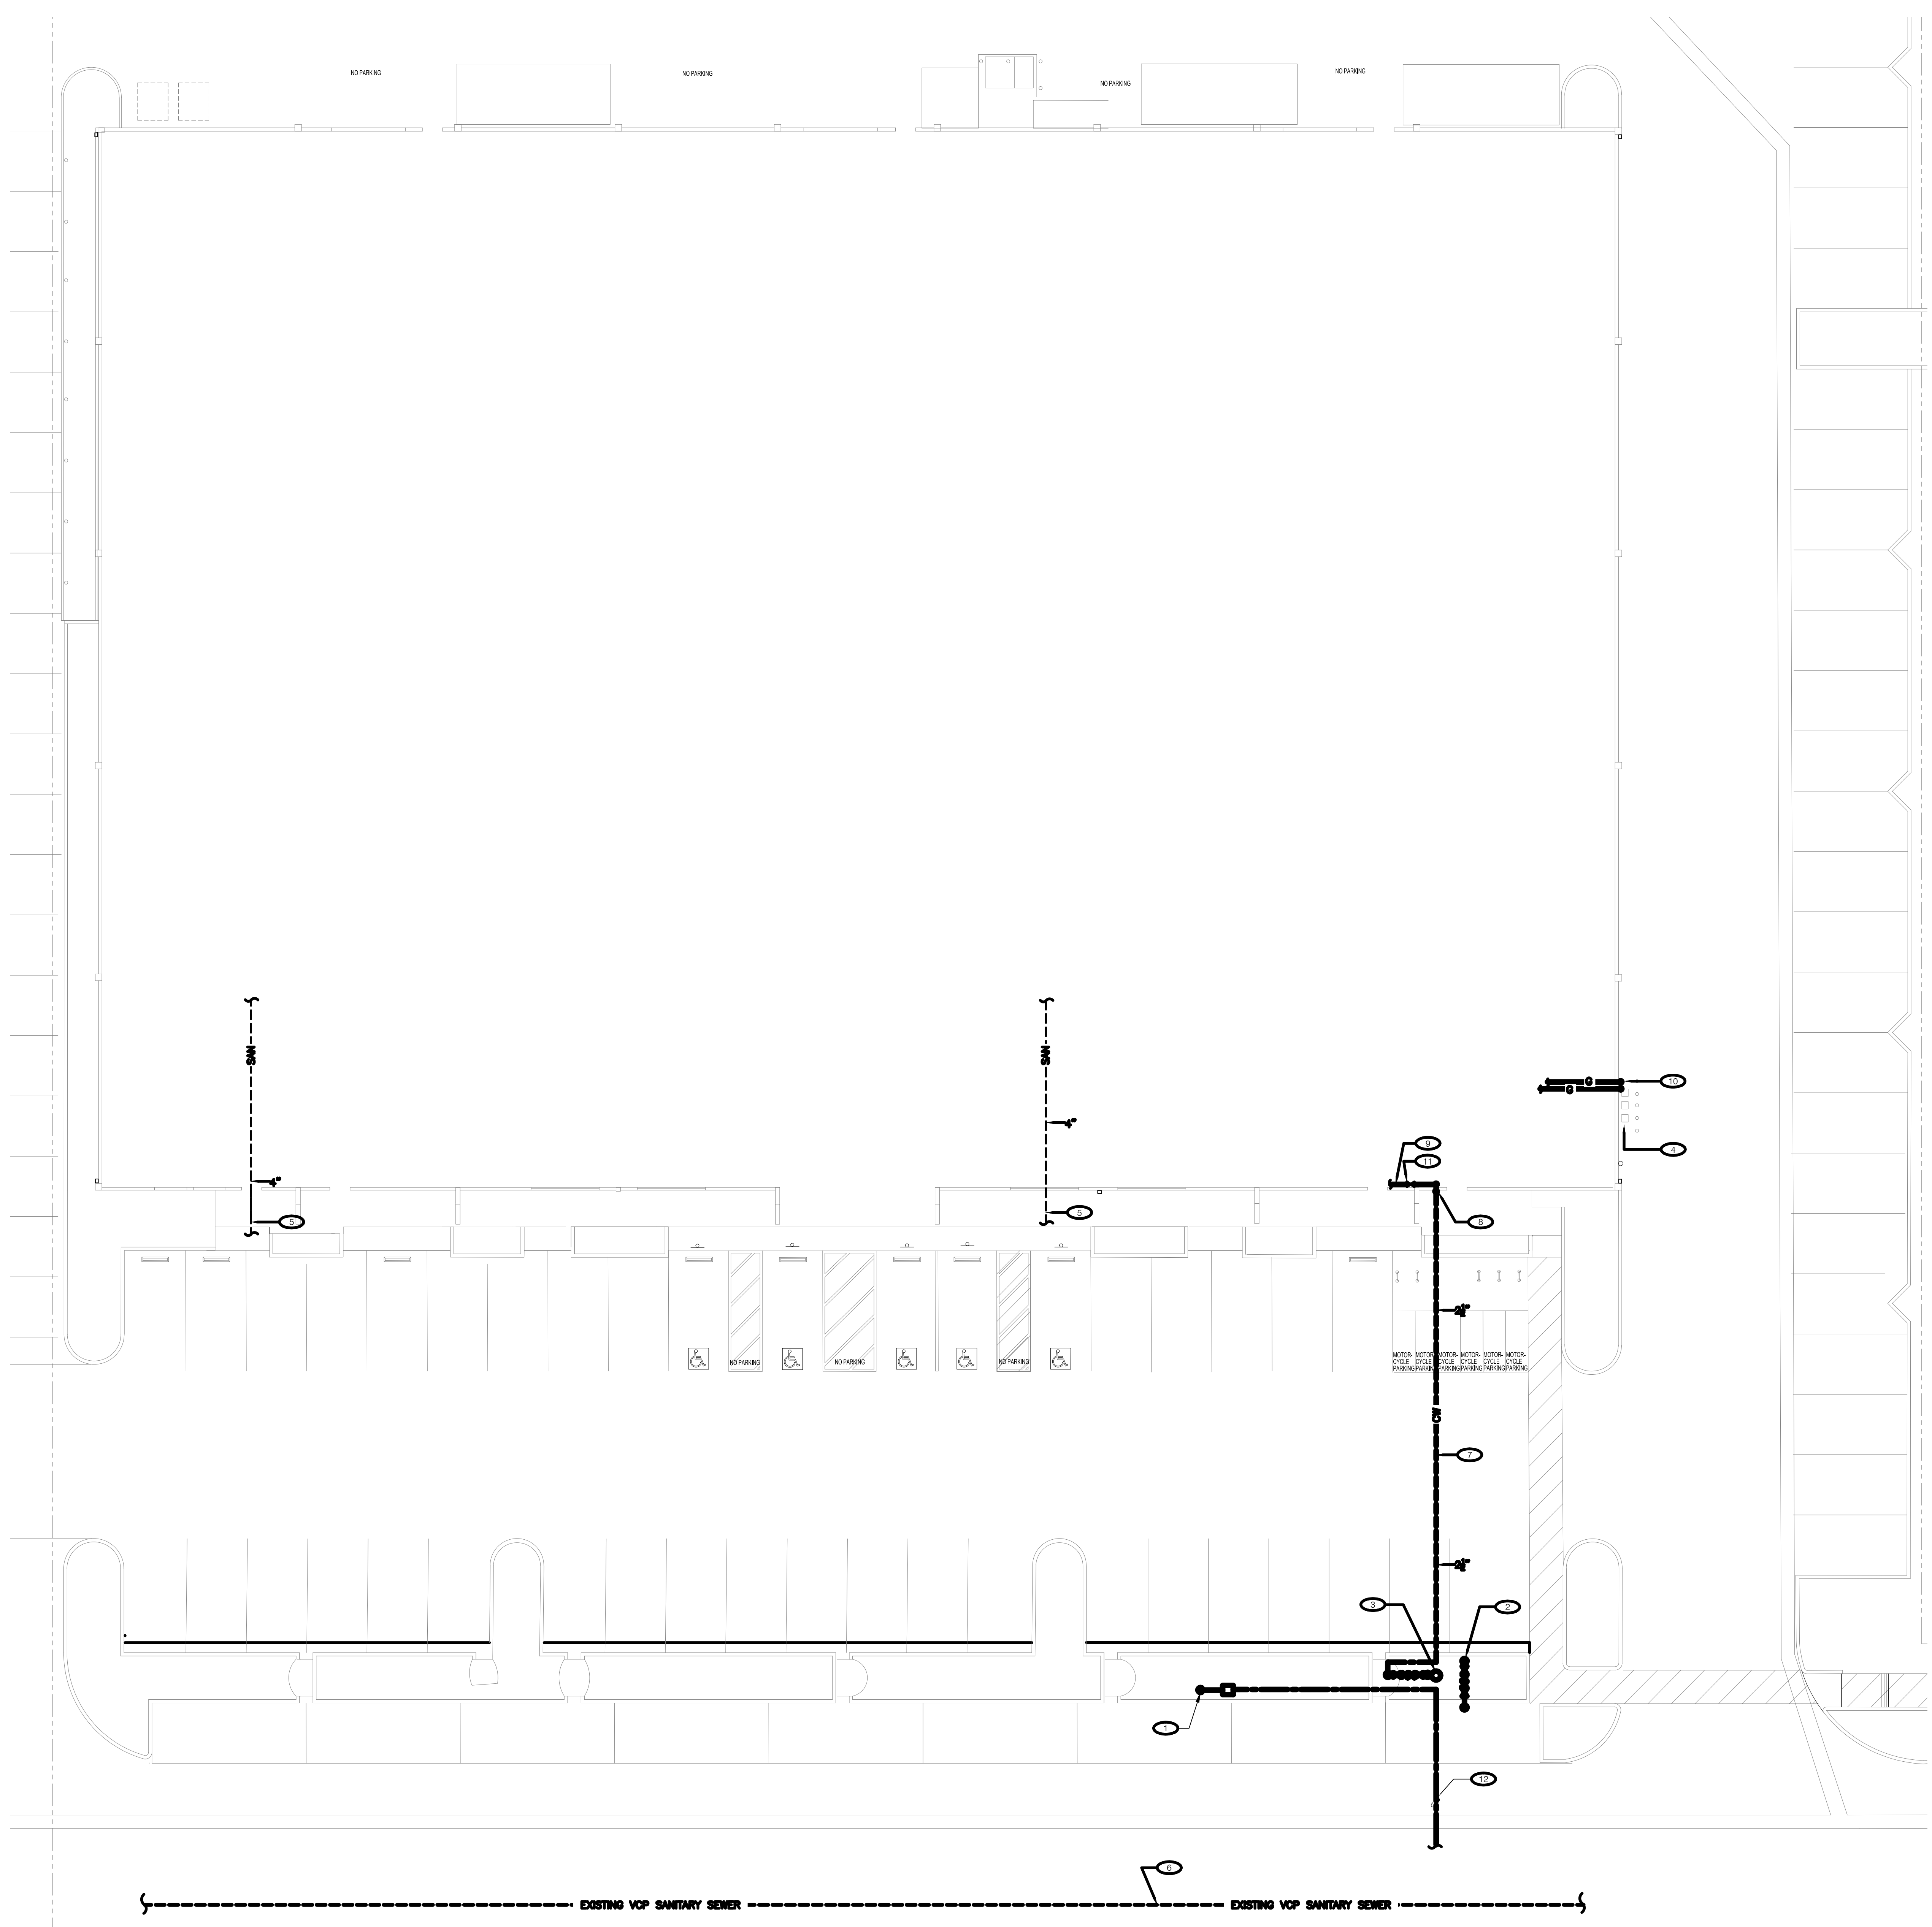 NO PARKING
NO PARKING
NO PARKING
NO PARKING
SAN
SAN
G
G
10
4"
4
9
11
4"
5
5
8
2½"
NO PARKING
NO PARKING
NO PARKING
MOTOR-
CYCLE
PARKING
MOTOR-
CYCLE
PARKING
MOTOR-
CYCLE
PARKING
MOTOR-
CYCLE
PARKING
MOTOR-
CYCLE
PARKING
MOTOR-
CYCLE
PARKING
CW
7
2½"
3
2
1
12
6
EXISTING VCP SANITARY SEWER
EXISTING VCP SANITARY SEWER